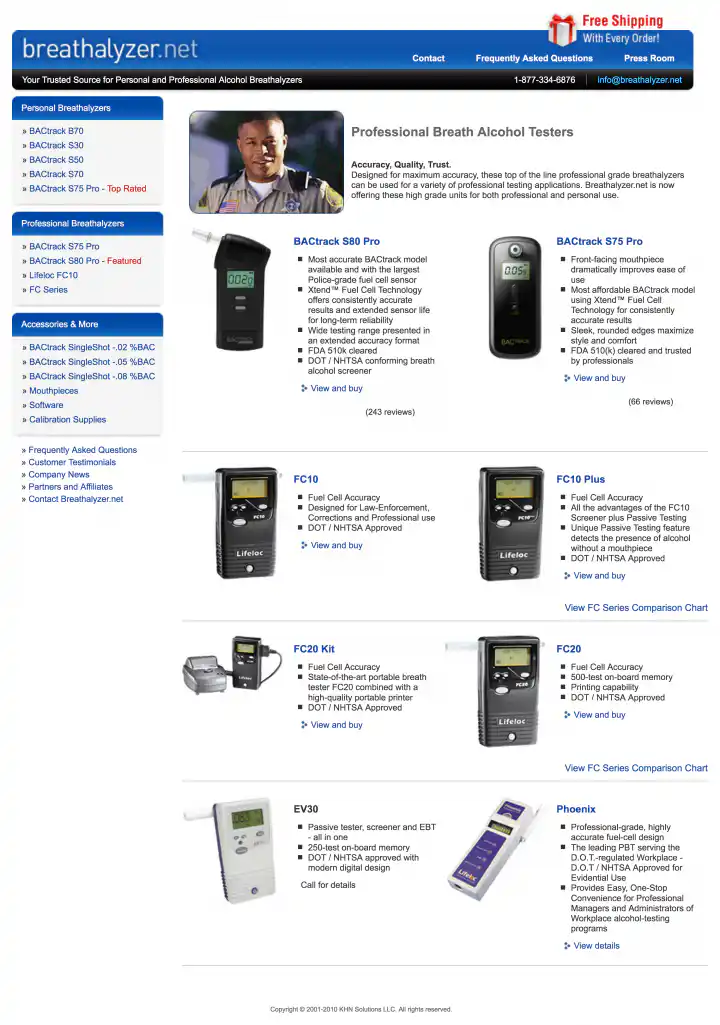 Free Shipping
With Every Order!
breathalyzer.net
Contact Frequently Asked Questions Press Room
Your Trusted Source for Personal and Professional Alcohol Breathalyzers
1-877-334-6876 info@breathalyzer.net
Personal Breathalyzers
» BACtrack B70
» BACtrack S30
» BACtrack S50
» BACtrack S70
» BACtrack S75 Pro - Top Rated
Professional Breathalyzers
» BACtrack S75 Pro
» BACtrack S80 Pro - Featured
» Lifeloc FC10
» FC Series
Accessories & More
» BACtrack SingleShot -.02 %BAC
» BACtrack SingleShot -.05 %BAC
» BACtrack SingleShot -.08 %BAC
» Mouthpieces
» Software
» Calibration Supplies
» Frequently Asked Questions
» Customer Testimonials
» Company News
» Partners and Affiliates
» Contact Breathalyzer.net
Professional Breath Alcohol Testers
Accuracy, Quality, Trust.
Designed for maximum accuracy, these top of the line professional grade breathalyzers
can be used for a variety of professional testing applications. Breathalyzer.net is now
offering these high grade units for both professional and personal use.
BACtrack S80 Pro
Most accurate BACtrack model
available and with the largest
Police-grade fuel cell sensor
Xtend™ Fuel Cell Technology
offers consistently accurate
results and extended sensor life
for long-term reliability
Wide testing range presented in
an extended accuracy format
FDA 510k cleared
DOT / NHTSA conforming breath
alcohol screener
View and buy
(243 reviews)
BACtrack S75 Pro
Front-facing mouthpiece
dramatically improves ease of
use
Most affordable BACtrack model
using Xtend™ Fuel Cell
Technology for consistently
accurate results
Sleek, rounded edges maximize
style and comfort
FDA 510(k) cleared and trusted
by professionals
View and buy
(66 reviews)
FC10
Fuel Cell Accuracy
Designed for Law-Enforcement,
Corrections and Professional use
DOT / NHTSA Approved
View and buy
FC10
Lifeloc
FC10 Plus
Fuel Cell Accuracy
All the advantages of the FC10
Screener plus Passive Testing
Unique Passive Testing feature
detects the presence of alcohol
without a mouthpiece
DOT / NHTSA Approved
View and buy
Lifeloc
View FC Series Comparison Chart
FC20 Kit
Fuel Cell Accuracy
State-of-the-art portable breath
tester FC20 combined with a
high-quality portable printer
DOT / NHTSA Approved
View and buy
FC20
Fuel Cell Accuracy
500-test on-board memory
Printing capability
DOT / NHTSA Approved
View and buy
FC20
Lifeloc
View FC Series Comparison Chart
EV30
Passive tester, screener and EBT
- all in one
250-test on-board memory
DOT / NHTSA approved with
modern digital design
Call for details
Phoenix
Professional-grade, highly
accurate fuel-cell design
The leading PBT serving the
D.O.T.-regulated Workplace -
D.O.T / NHTSA Approved for
Evidential Use
Provides Easy, One-Stop
Convenience for Professional
Managers and Administrators of
Workplace alcohol-testing
programs
View details
Lifeloc
Copyright © 2001-2010 KHN Solutions LLC. All rights reserved.